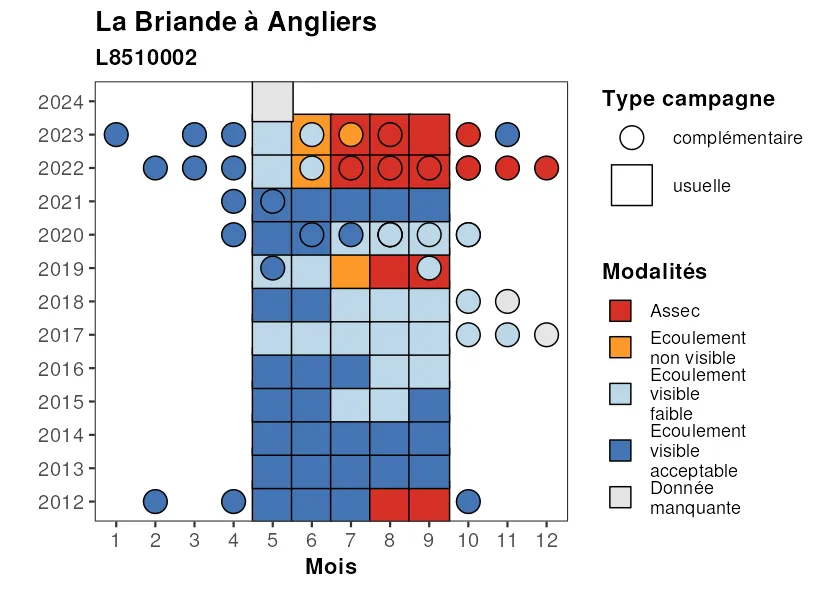 La Briande à Angliers
L8510002
2024
2023
2022
2021
2020
2019
2018
2017
2016
2015
2014
2013
2012
1 2 3 4 5 6 7 8 9 10 11 12
Mois
Type campagne
complémentaire
usuelle
Modalités
Assec
Ecoulement
non visible
Ecoulement
visible
faible
Ecoulement
visible
acceptable
Donnée
manquante